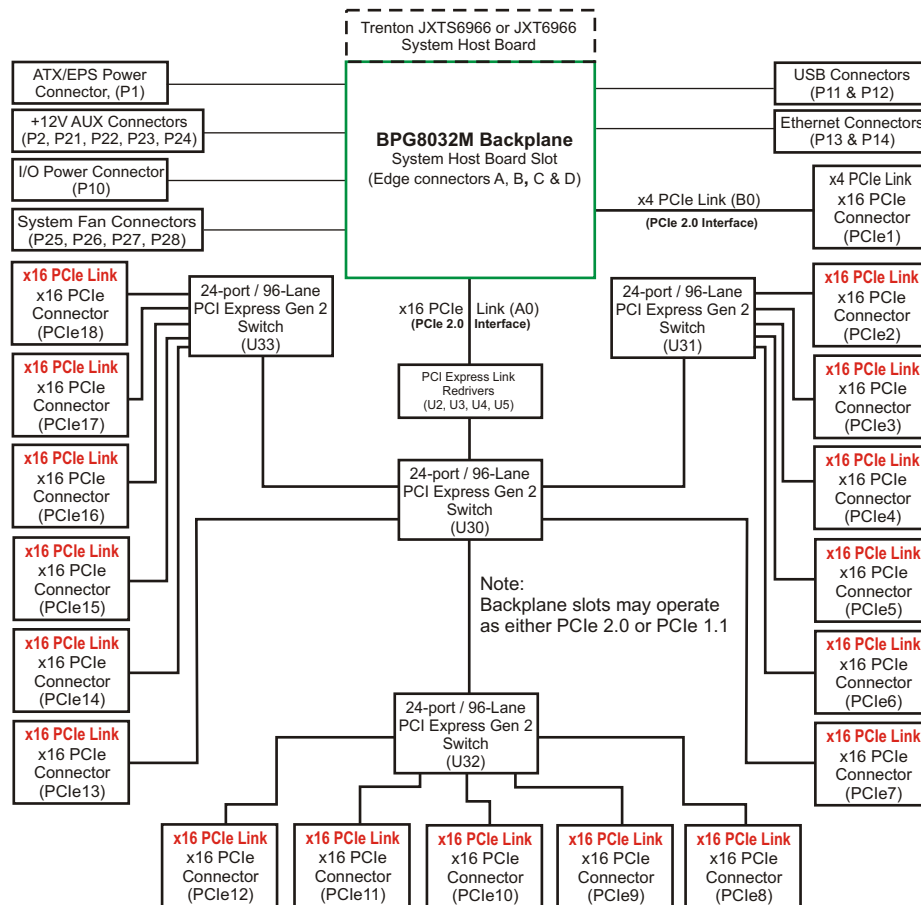 Trenton JXTS6966 or JXT6966
System Host Board
ATX/EPS Power
Connector, (P1)
+12V AUX Connectors
(P2, P21, P22, P23, P24)
I/O Power Connector
(P10)
System Fan Connectors
(P25, P26, P27, P28)
BPG8032M Backplane
System Host Board Slot
(Edge connectors A, B, C & D)
USB Connectors
(P11 & P12)
Ethernet Connectors
(P13 & P14)
x4 PCIe Link (B0)
(PCIe 2.0 Interface)
x4 PCIe Link
x16 PCIe
Connector
(PCIe1)
x16 PCIe Link
x16 PCIe
Connector
(PCIe18)
24-port / 96-Lane
PCI Express Gen 2
Switch
(U33)
x16 PCIe Link (A0)
(PCIe 2.0 Interface)
24-port / 96-Lane
PCI Express Gen 2
Switch
(U31)
x16 PCIe Link
x16 PCIe
Connector
(PCIe2)
x16 PCIe Link
x16 PCIe
Connector
(PCIe17)
PCI Express Link
Redrivers
(U2, U3, U4, U5)
x16 PCIe Link
x16 PCIe
Connector
(PCIe3)
x16 PCIe Link
x16 PCIe
Connector
(PCIe16)
24-port / 96-Lane
PCI Express Gen 2
Switch
(U30)
x16 PCIe Link
x16 PCIe
Connector
(PCIe4)
x16 PCIe Link
x16 PCIe
Connector
(PCIe15)
Note:
Backplane slots may operate
as either PCIe 2.0 or PCIe 1.1
x16 PCIe Link
x16 PCIe
Connector
(PCIe5)
x16 PCIe Link
x16 PCIe
Connector
(PCIe14)
x16 PCIe Link
x16 PCIe
Connector
(PCIe6)
x16 PCIe Link
x16 PCIe
Connector
(PCIe13)
24-port / 96-Lane
PCI Express Gen 2
Switch
(U32)
x16 PCIe Link
x16 PCIe
Connector
(PCIe7)
x16 PCIe Link
x16 PCIe
Connector
(PCIe12)
x16 PCIe Link
x16 PCIe
Connector
(PCIe11)
x16 PCIe Link
x16 PCIe
Connector
(PCIe10)
x16 PCIe Link
x16 PCIe
Connector
(PCIe9)
x16 PCIe Link
x16 PCIe
Connector
(PCIe8)